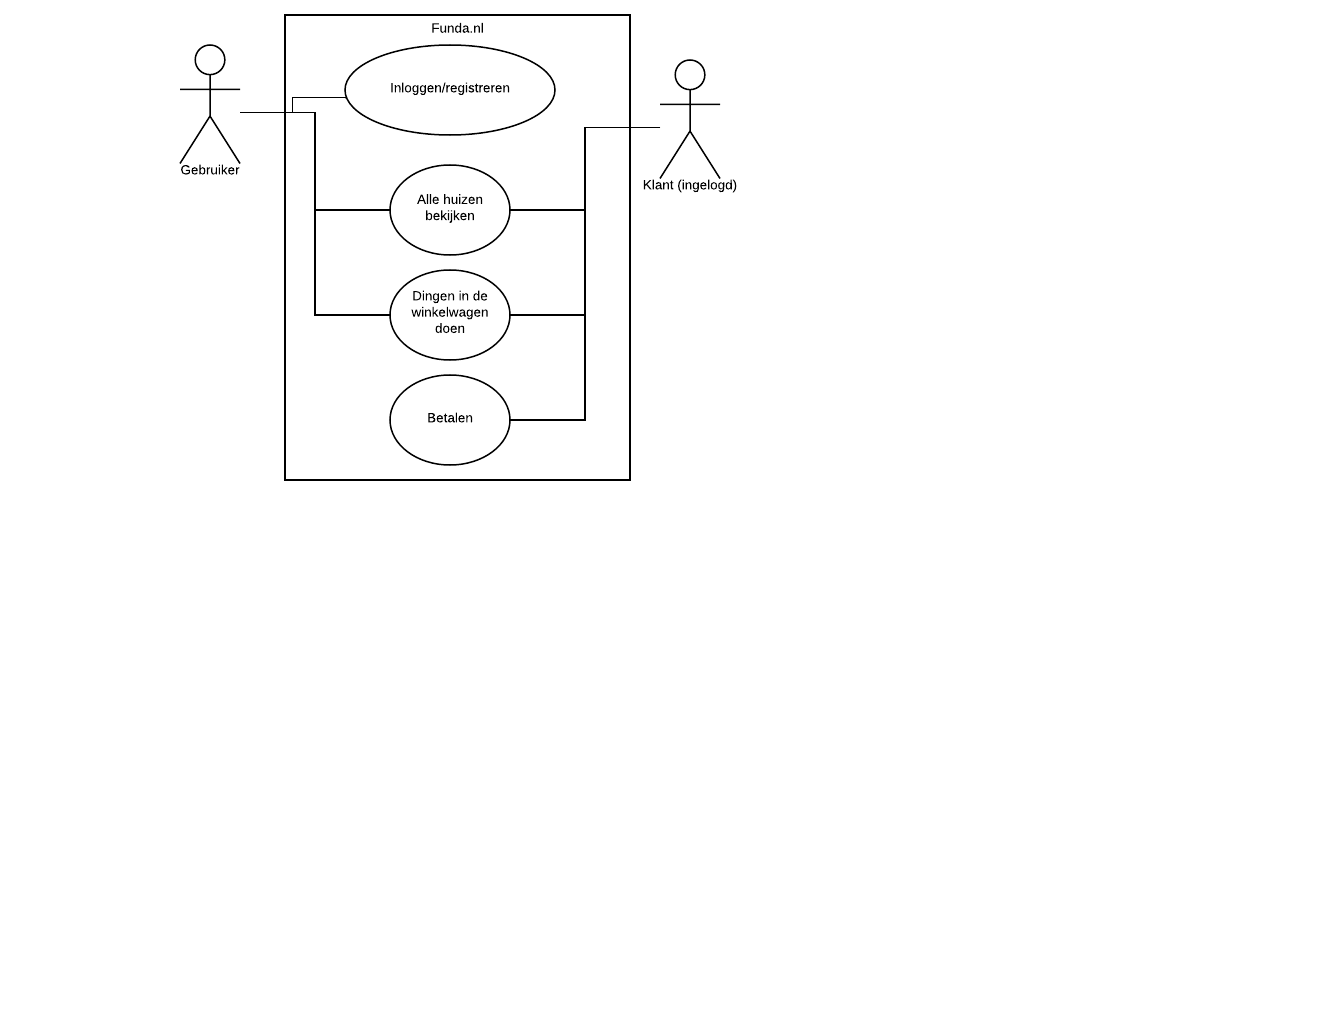 Funda.nl
Inloggen/registreren
Gebruiker
Klant (ingelogd)
Alle huizen
bekijken
Dingen in de
winkelwagen
doen
Betalen